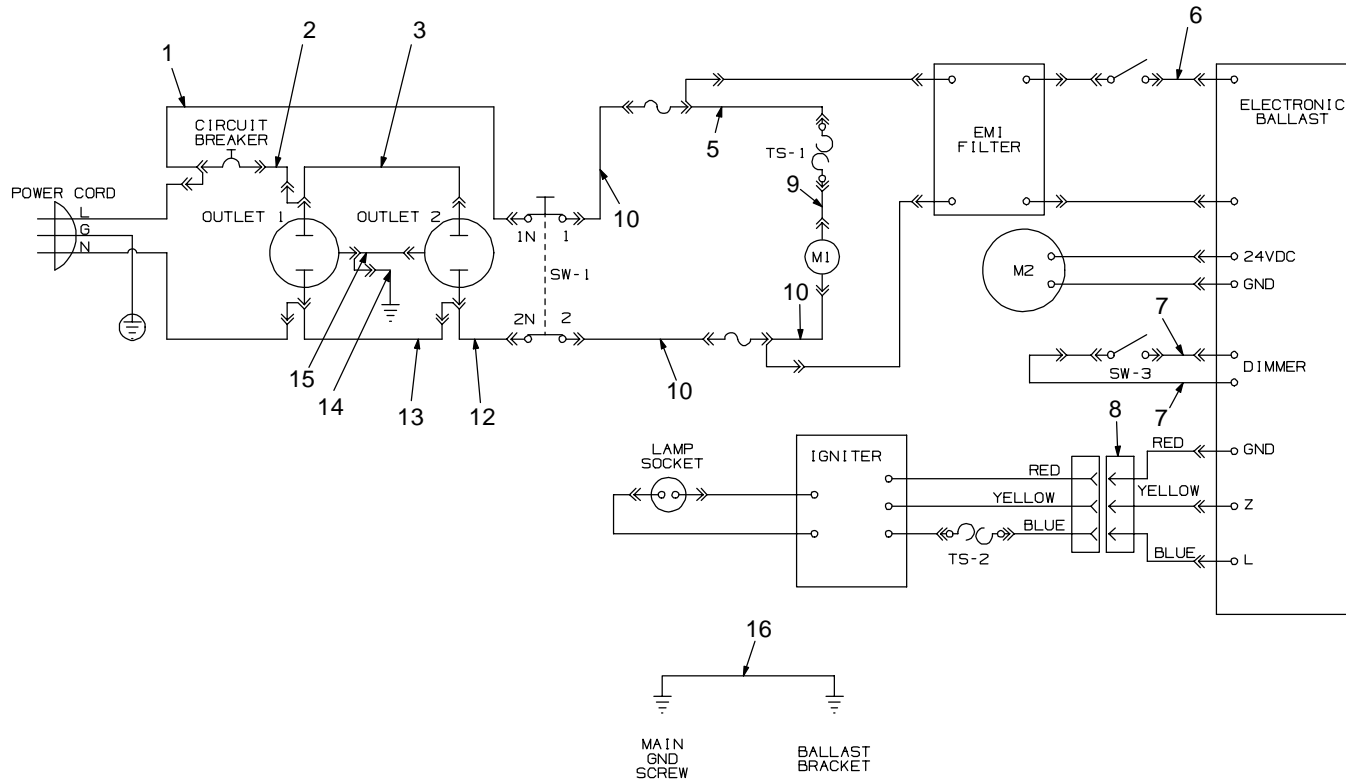 1
2
3
6
CIRCUIT
BREAKER
5
TS-1
EMI
FILTER
ELECTRONIC
BALLAST
POWER CORD
L
G
N
OUTLET 1
OUTLET 2
10
9
1N
1
SW-1
M1
M2
24VDC
GND
2N
2
10
10
15
14
13
12
7
SW-3
7
DIMMER
8
LAMP
SOCKET
IGNITER
RED
RED
GND
YELLOW
YELLOW
Z
TS-2
BLUE
BLUE
L
16
MAIN
GND
SCREW
BALLAST
BRACKET